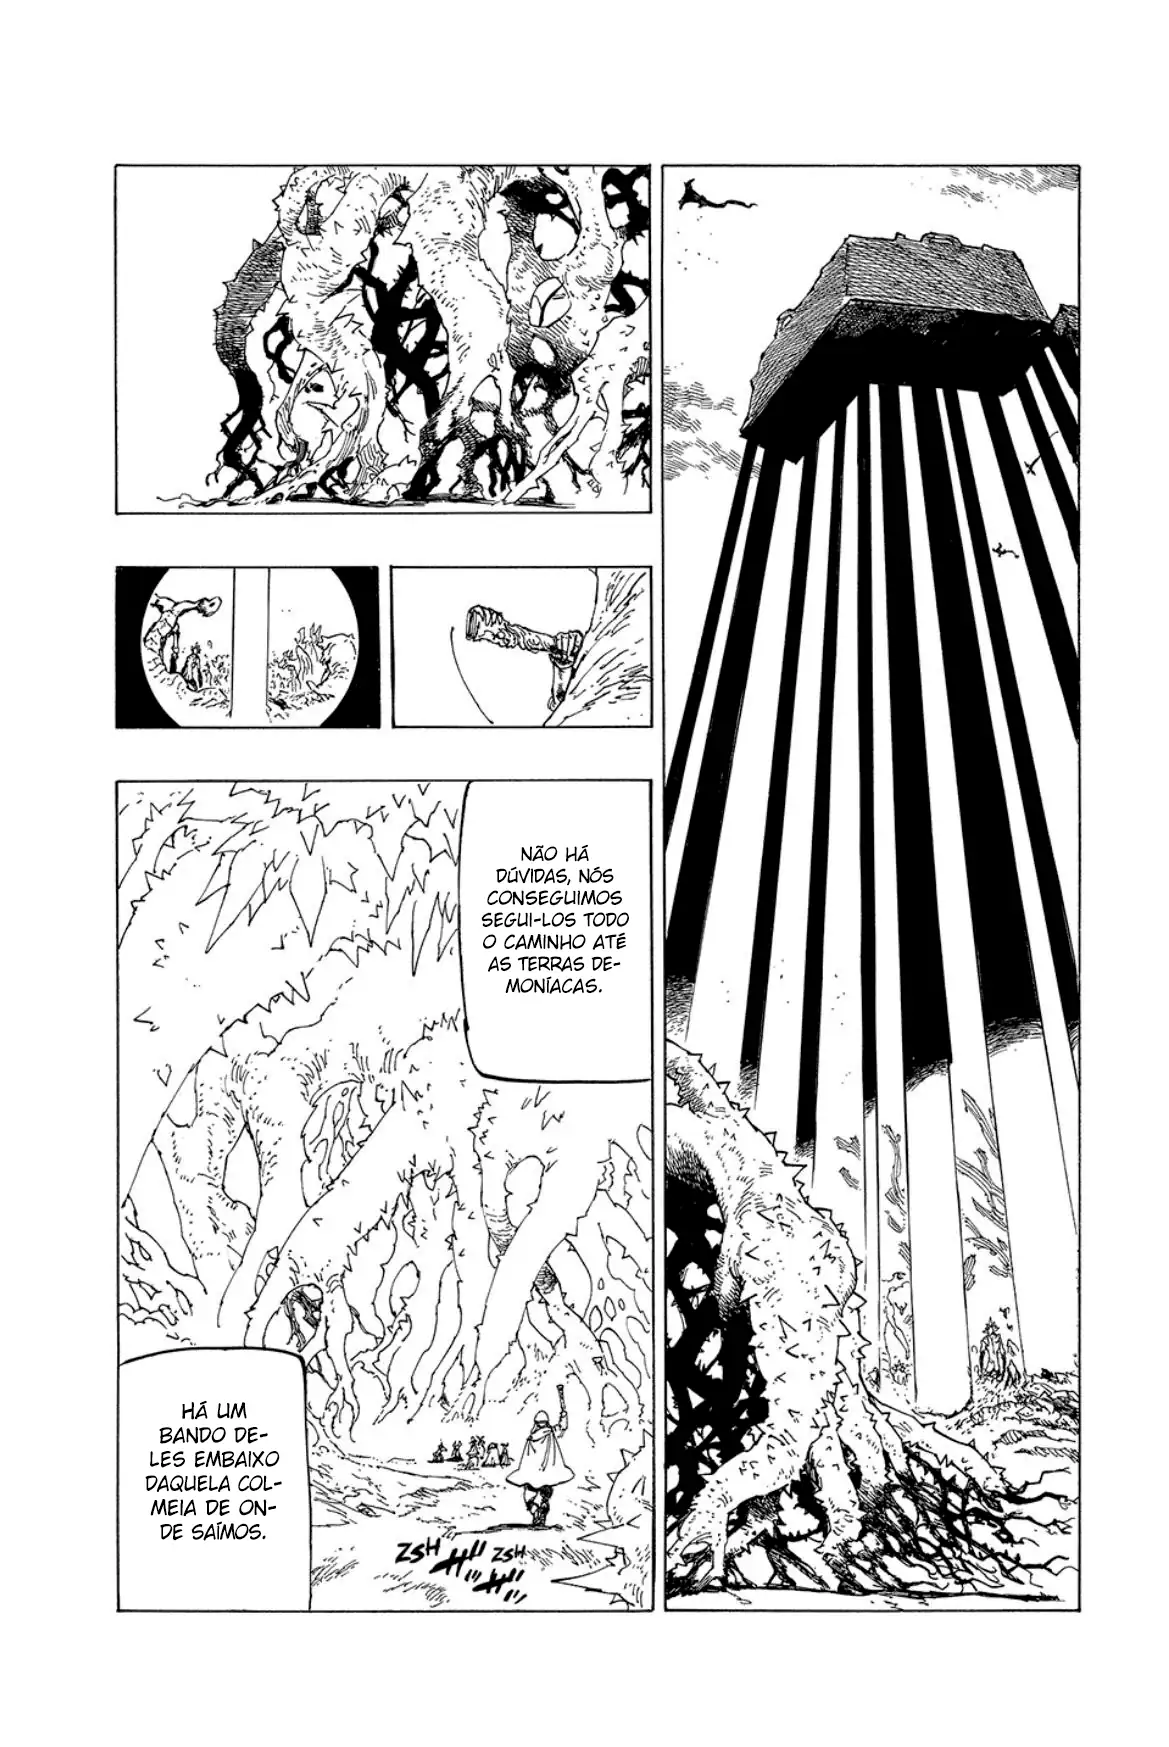 NÃO HÁ
DÚVIDAS, NÓS
CONSEGUIMOS
SEGUI-LOS TODO
O CAMINHO ATÉ
AS TERRAS DE-
MONÍACAS.
HÁ UM
BANDO DE-
LES EMBAIXO
DAQUELA COL-
MEIA DE ON-
DE SAÍMOS.
ZSH
ZSH